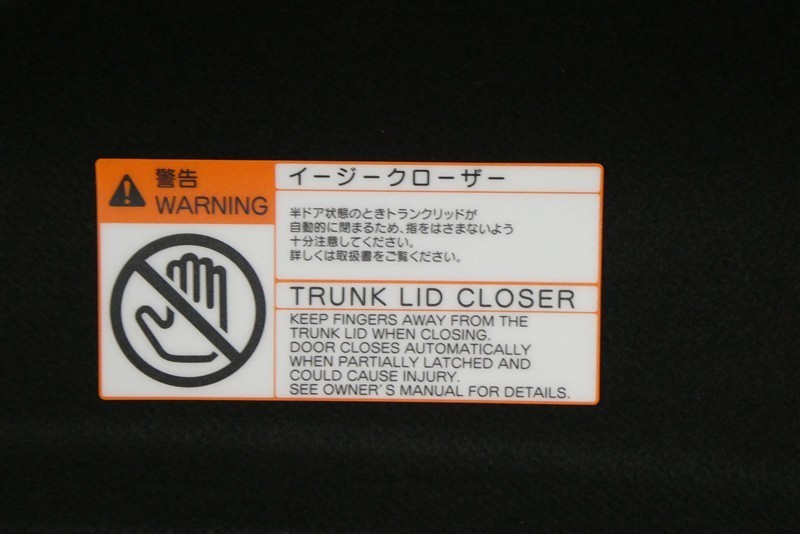 警告
WARNING
イージークローザー
半ドア状態のときトランクリッドが
自動的に閉まるため、指をはさまないよう
十分注意してください。
詳しくは取扱書をご覧ください。
TRUNK LID CLOSER
KEEP FINGERS AWAY FROM THE
TRUNK LID WHEN CLOSING.
DOOR CLOSES AUTOMATICALLY
WHEN PARTIALLY LATCHED AND
COULD CAUSE INJURY.
SEE OWNER'S MANUAL FOR DETAILS.